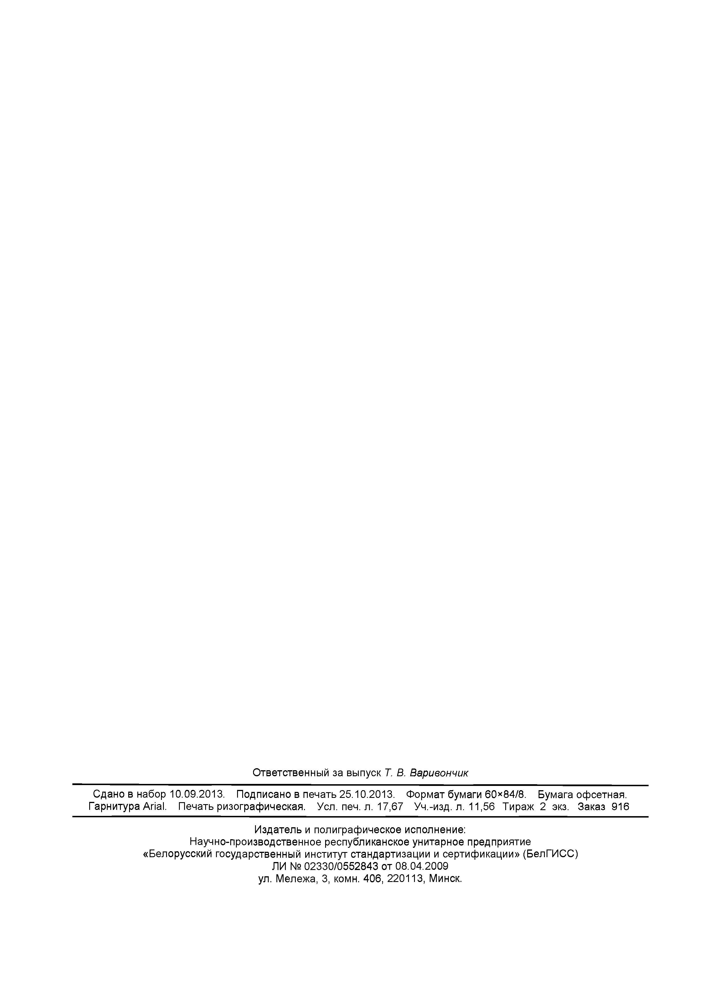 Ответственный за выпуск Т. В. Варивончик
Сдано в набор 10.09.2013. Подписано в печать 25.10.2013. Формат бумаги 60×84/8. Бумага офсетная.
Гарнитура Arial. Печать ризографическая. Усл. печ. л. 17,67 Уч.-изд. л. 11,56 Тираж 2 экз. Заказ 916
Издатель и полиграфическое исполнение:
Научно-производственное республиканское унитарное предприятие
«Белорусский государственный институт стандартизации и сертификации» (БелГИСС)
ЛИ № 02330/0552843 от 08.04.2009
ул. Мележа, 3, комн. 406, 220113, Минск.